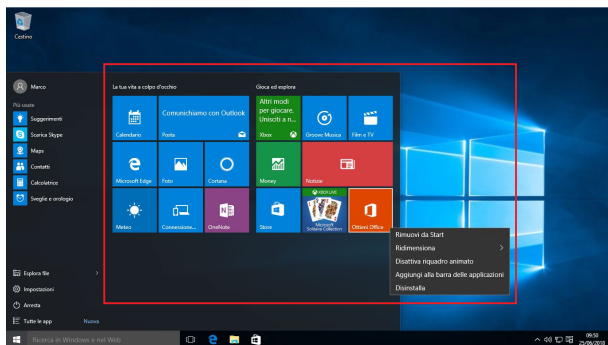 Cestino
Marco
Più usate
Suggerimenti
Scarica Skype
Maps
Contatti
Calcolatrice
Sveglie e orologio
Esplora file
Impostazioni
Arresta
Tutte le app Nuova
La tua vita a colpo d'occhio
Calendario
Comunichiamo con Outlook
Posta
Microsoft Edge
Foto
Cortana
Meteo
Connessione...
OneNote
Gioca ed esplora
Altri modi
per giocare.
Unisciti a n...
Xbox
Groove Musica
Film e TV
Money
Notizie
Store
XBOX LIVE
Microsoft
Solitaire Collection
Ottieni Office
Rimuovi da Start
Ridimensiona
Disattiva riquadro animato
Aggiungi alla barra delle applicazioni
Disinstalla
Ricerca in Windows e nel Web
09:50
25/06/2018